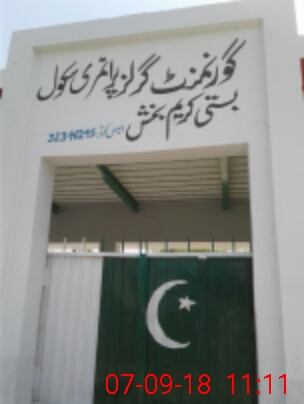 گورنمنٹ گرلز پرائمری سکول
بستی کریم بخش
07-09-18 11:11